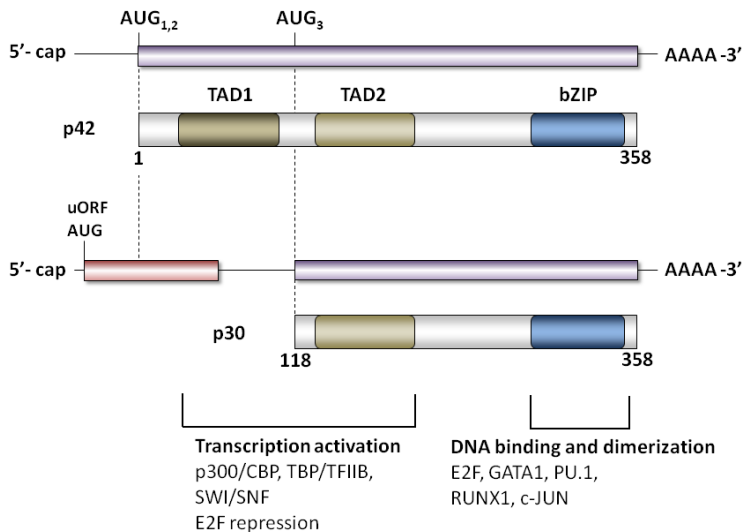 AUG1,2 AUG3
5'- cap AAAA -3'
TAD1 TAD2 bZIP
p42
1 358
uORF
AUG
5'- cap AAAA -3'
p30
118 358
Transcription activation
p300/CBP, TBP/TFIIB,
SWI/SNF
E2F repression
DNA binding and dimerization
E2F, GATA1, PU.1,
RUNX1, c-JUN